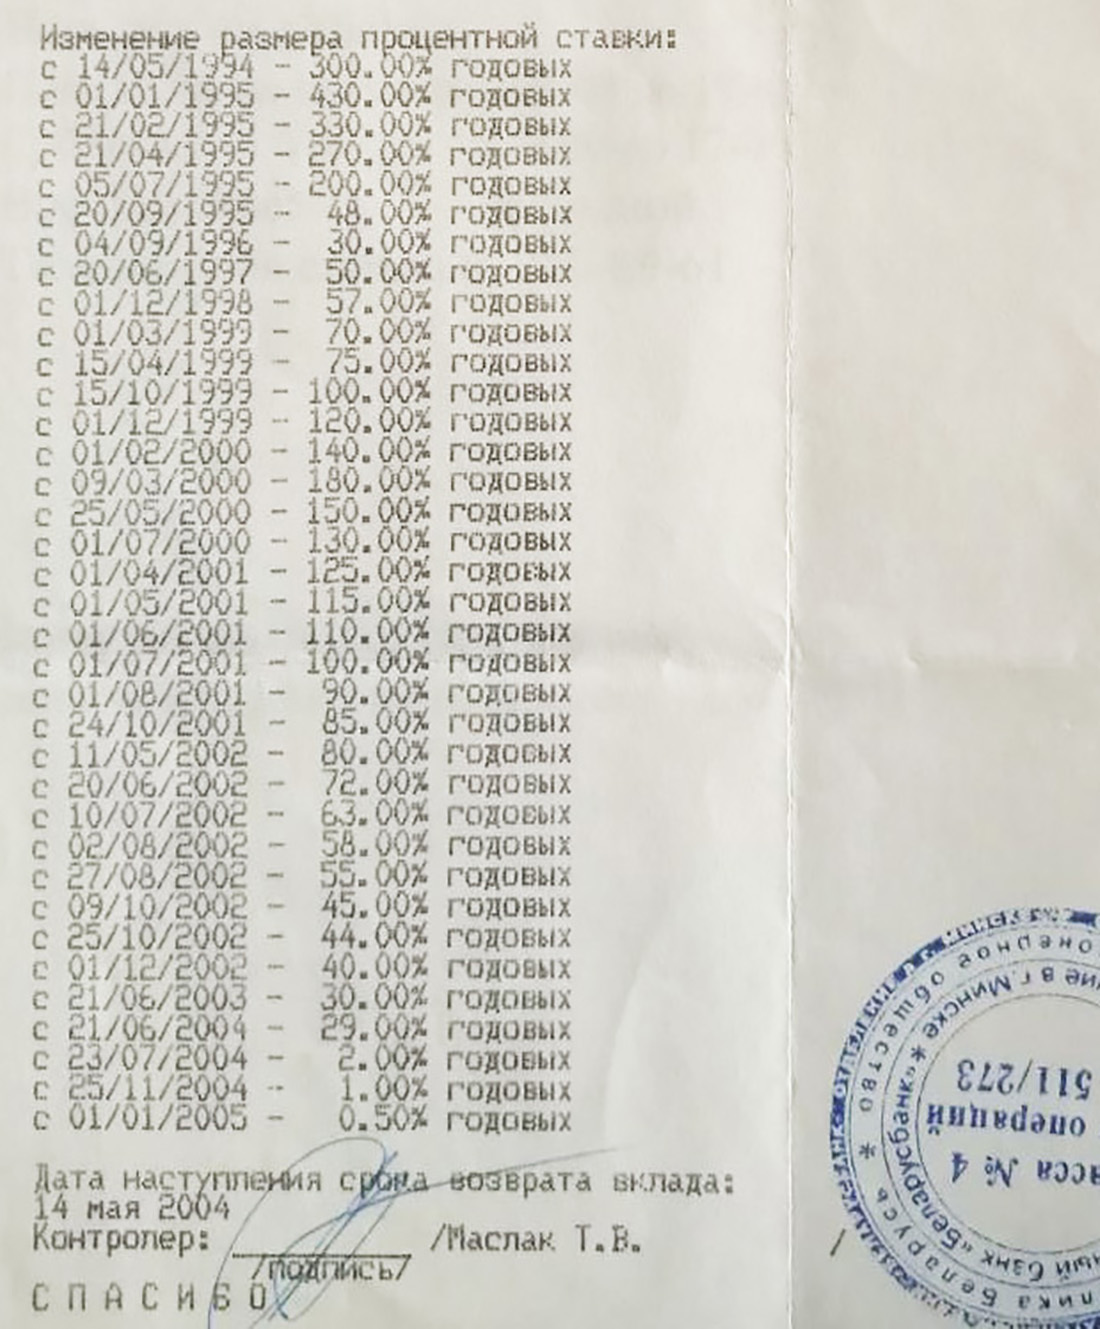 Изменение размера процентной ставки:
с 14/05/1994 - 300.00% годовых
с 01/01/1995 - 430.00% годовых
с 21/02/1995 - 330.00% годовых
с 21/04/1995 - 270.00% годовых
с 05/07/1995 - 200.00% годовых
с 20/09/1995 - 48.00% годовых
с 04/09/1996 - 30.00% годовых
с 20/06/1997 - 50.00% годовых
с 01/12/1998 - 57.00% годовых
с 01/03/1999 - 70.00% годовых
с 15/04/1999 - 75.00% годовых
с 15/10/1999 - 100.00% годовых
с 01/12/1999 - 120.00% годовых
с 01/02/2000 - 140.00% годовых
с 09/03/2000 - 180.00% годовых
с 25/05/2000 - 150.00% годовых
с 01/07/2000 - 130.00% годовых
с 01/04/2001 - 125.00% годовых
с 01/05/2001 - 115.00% годовых
с 01/06/2001 - 110.00% годовых
с 01/07/2001 - 100.00% годовых
с 01/08/2001 - 90.00% годовых
с 24/10/2001 - 85.00% годовых
с 11/05/2002 - 80.00% годовых
с 20/06/2002 - 72.00% годовых
с 10/07/2002 - 63.00% годовых
с 02/08/2002 - 58.00% годовых
с 27/08/2002 - 55.00% годовых
с 09/10/2002 - 45.00% годовых
с 25/10/2002 - 44.00% годовых
с 01/12/2002 - 40.00% годовых
с 21/06/2003 - 30.00% годовых
с 21/06/2004 - 29.00% годовых
с 23/07/2004 - 2.00% годовых
с 25/11/2004 - 1.00% годовых
с 01/01/2005 - 0.50% годовых
Дата наступления срока возврата вклада:
14 мая 2004
Контролер: ____________ /Маслак Т.В. /
/подпись/
С П А С И Б О
общество *
Беларусь *
«Беларусбанк» *
в г.Минске
асса № 4
операций
511/273